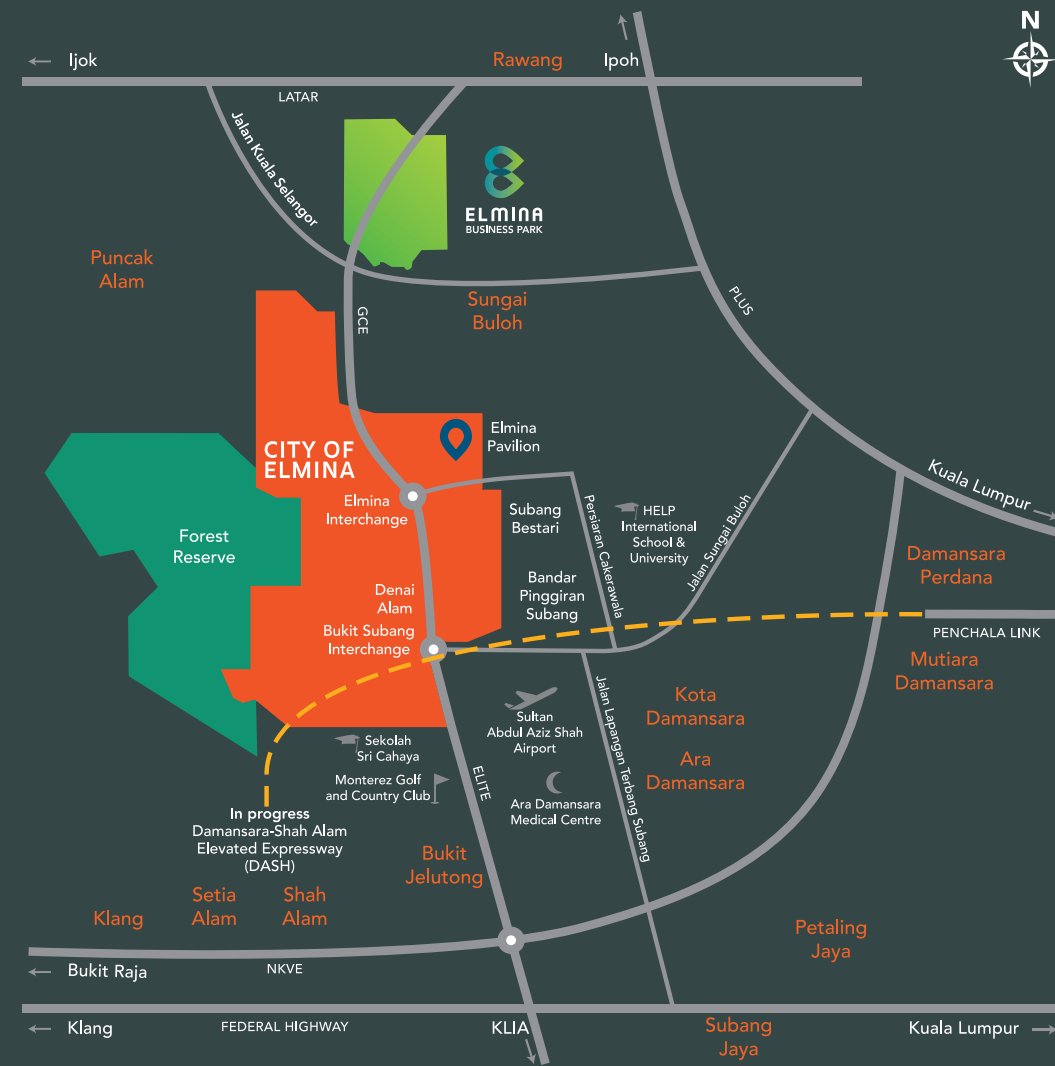 N
Ijok
Rawang
Ipoh
LATAR
Jalan Kuala Selangor
ELMINA
BUSINESS PARK
Puncak
Alam
Sungai
Buloh
PLUS
GCE
Elmina
Pavilion
CITY OF
ELMINA
Kuala Lumpur
Elmina
Interchange
Subang
Bestari
Persiaran Cakerawala
HELP
International
School &
University
Jalan Sungai Buloh
Forest
Reserve
Damansara
Perdana
Denai
Alam
Bandar
Pinggiran
Subang
Bukit Subang
Interchange
PENCHALA LINK
Mutiara
Damansara
Kota
Damansara
Sultan
Abdul Aziz Shah
Airport
Jalan Lapangan Terbang Subang
Sekolah
Sri Cahaya
Ara
Damansara
Monterez Golf
and Country Club
ELITE
Ara Damansara
Medical Centre
In progress
Damansara-Shah Alam
Elevated Expressway
(DASH)
Bukit
Jelutong
Klang
Setia
Alam
Shah
Alam
Petaling
Jaya
Bukit Raja
NKVE
Klang
FEDERAL HIGHWAY
KLIA
Subang
Jaya
Kuala Lumpur